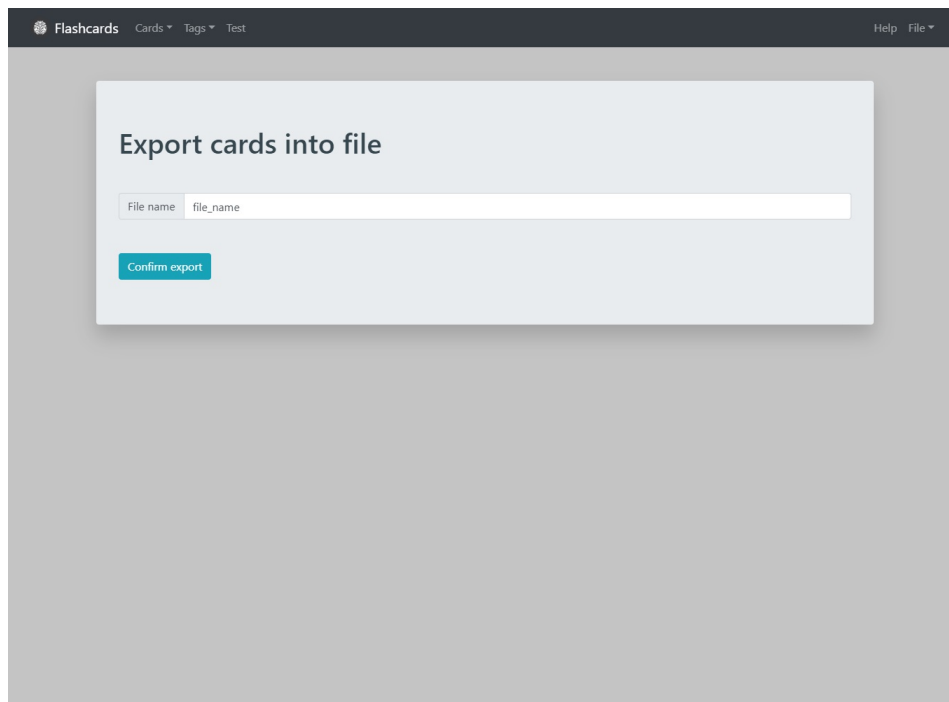 Flashcards Cards Tags Test Help File
Export cards into file
File name file_name
Confirm export